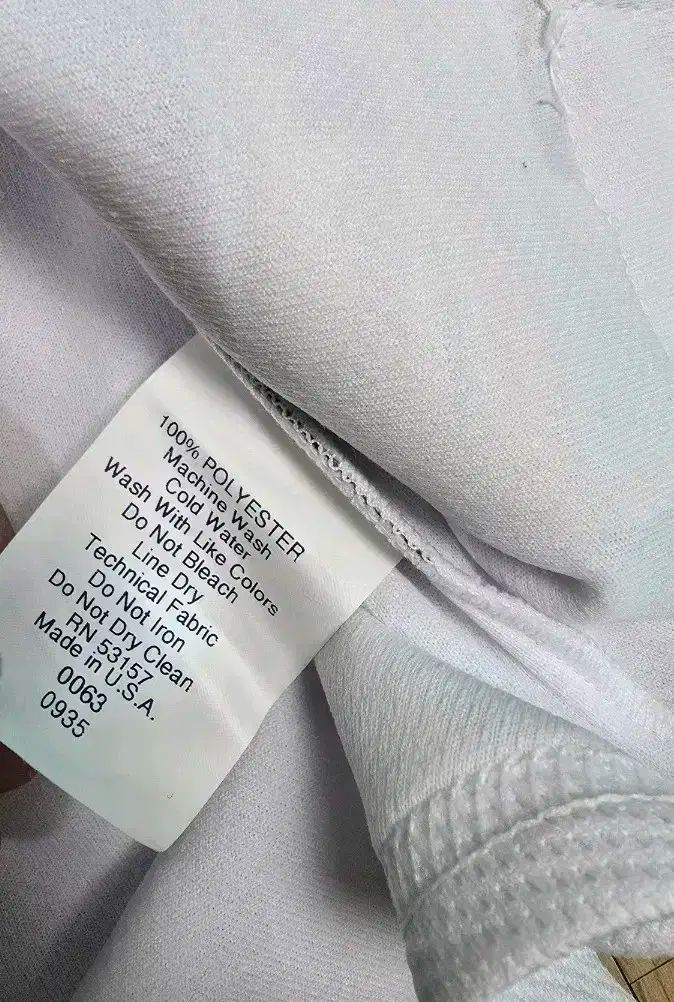 100% POLYESTER
Machine Wash
Cold Water
Wash With Like Colors
Do Not Bleach
Line Dry
Technical Fabric
Do Not Iron
Do Not Dry Clean
RN 53157
Made in U.S.A.
0063
0935